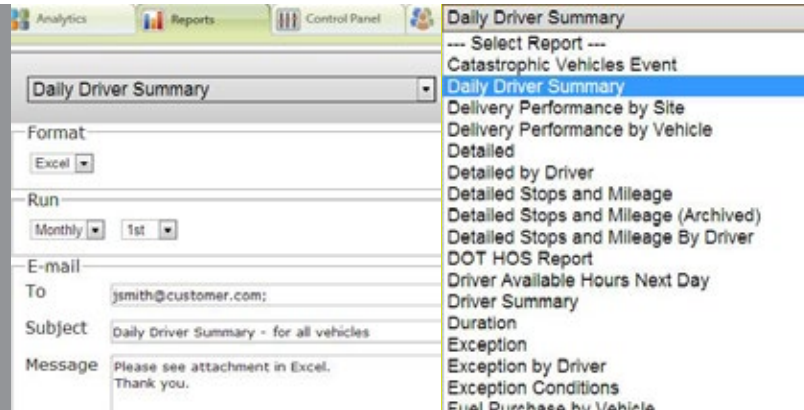 Analytics
Reports
Control Panel
Daily Driver Summary
Format
Excel
Run
Monthly 1st
E-mail
To jsmith@customer.com;
Subject Daily Driver Summary - for all vehicles
Message Please see attachment in Excel.
Thank you.
Daily Driver Summary
--- Select Report ---
Catastrophic Vehicles Event
Daily Driver Summary
Delivery Performance by Site
Delivery Performance by Vehicle
Detailed
Detailed by Driver
Detailed Stops and Mileage
Detailed Stops and Mileage (Archived)
Detailed Stops and Mileage By Driver
DOT HOS Report
Driver Available Hours Next Day
Driver Summary
Duration
Exception
Exception by Driver
Exception Conditions
Fuel Purchase by Vehicle